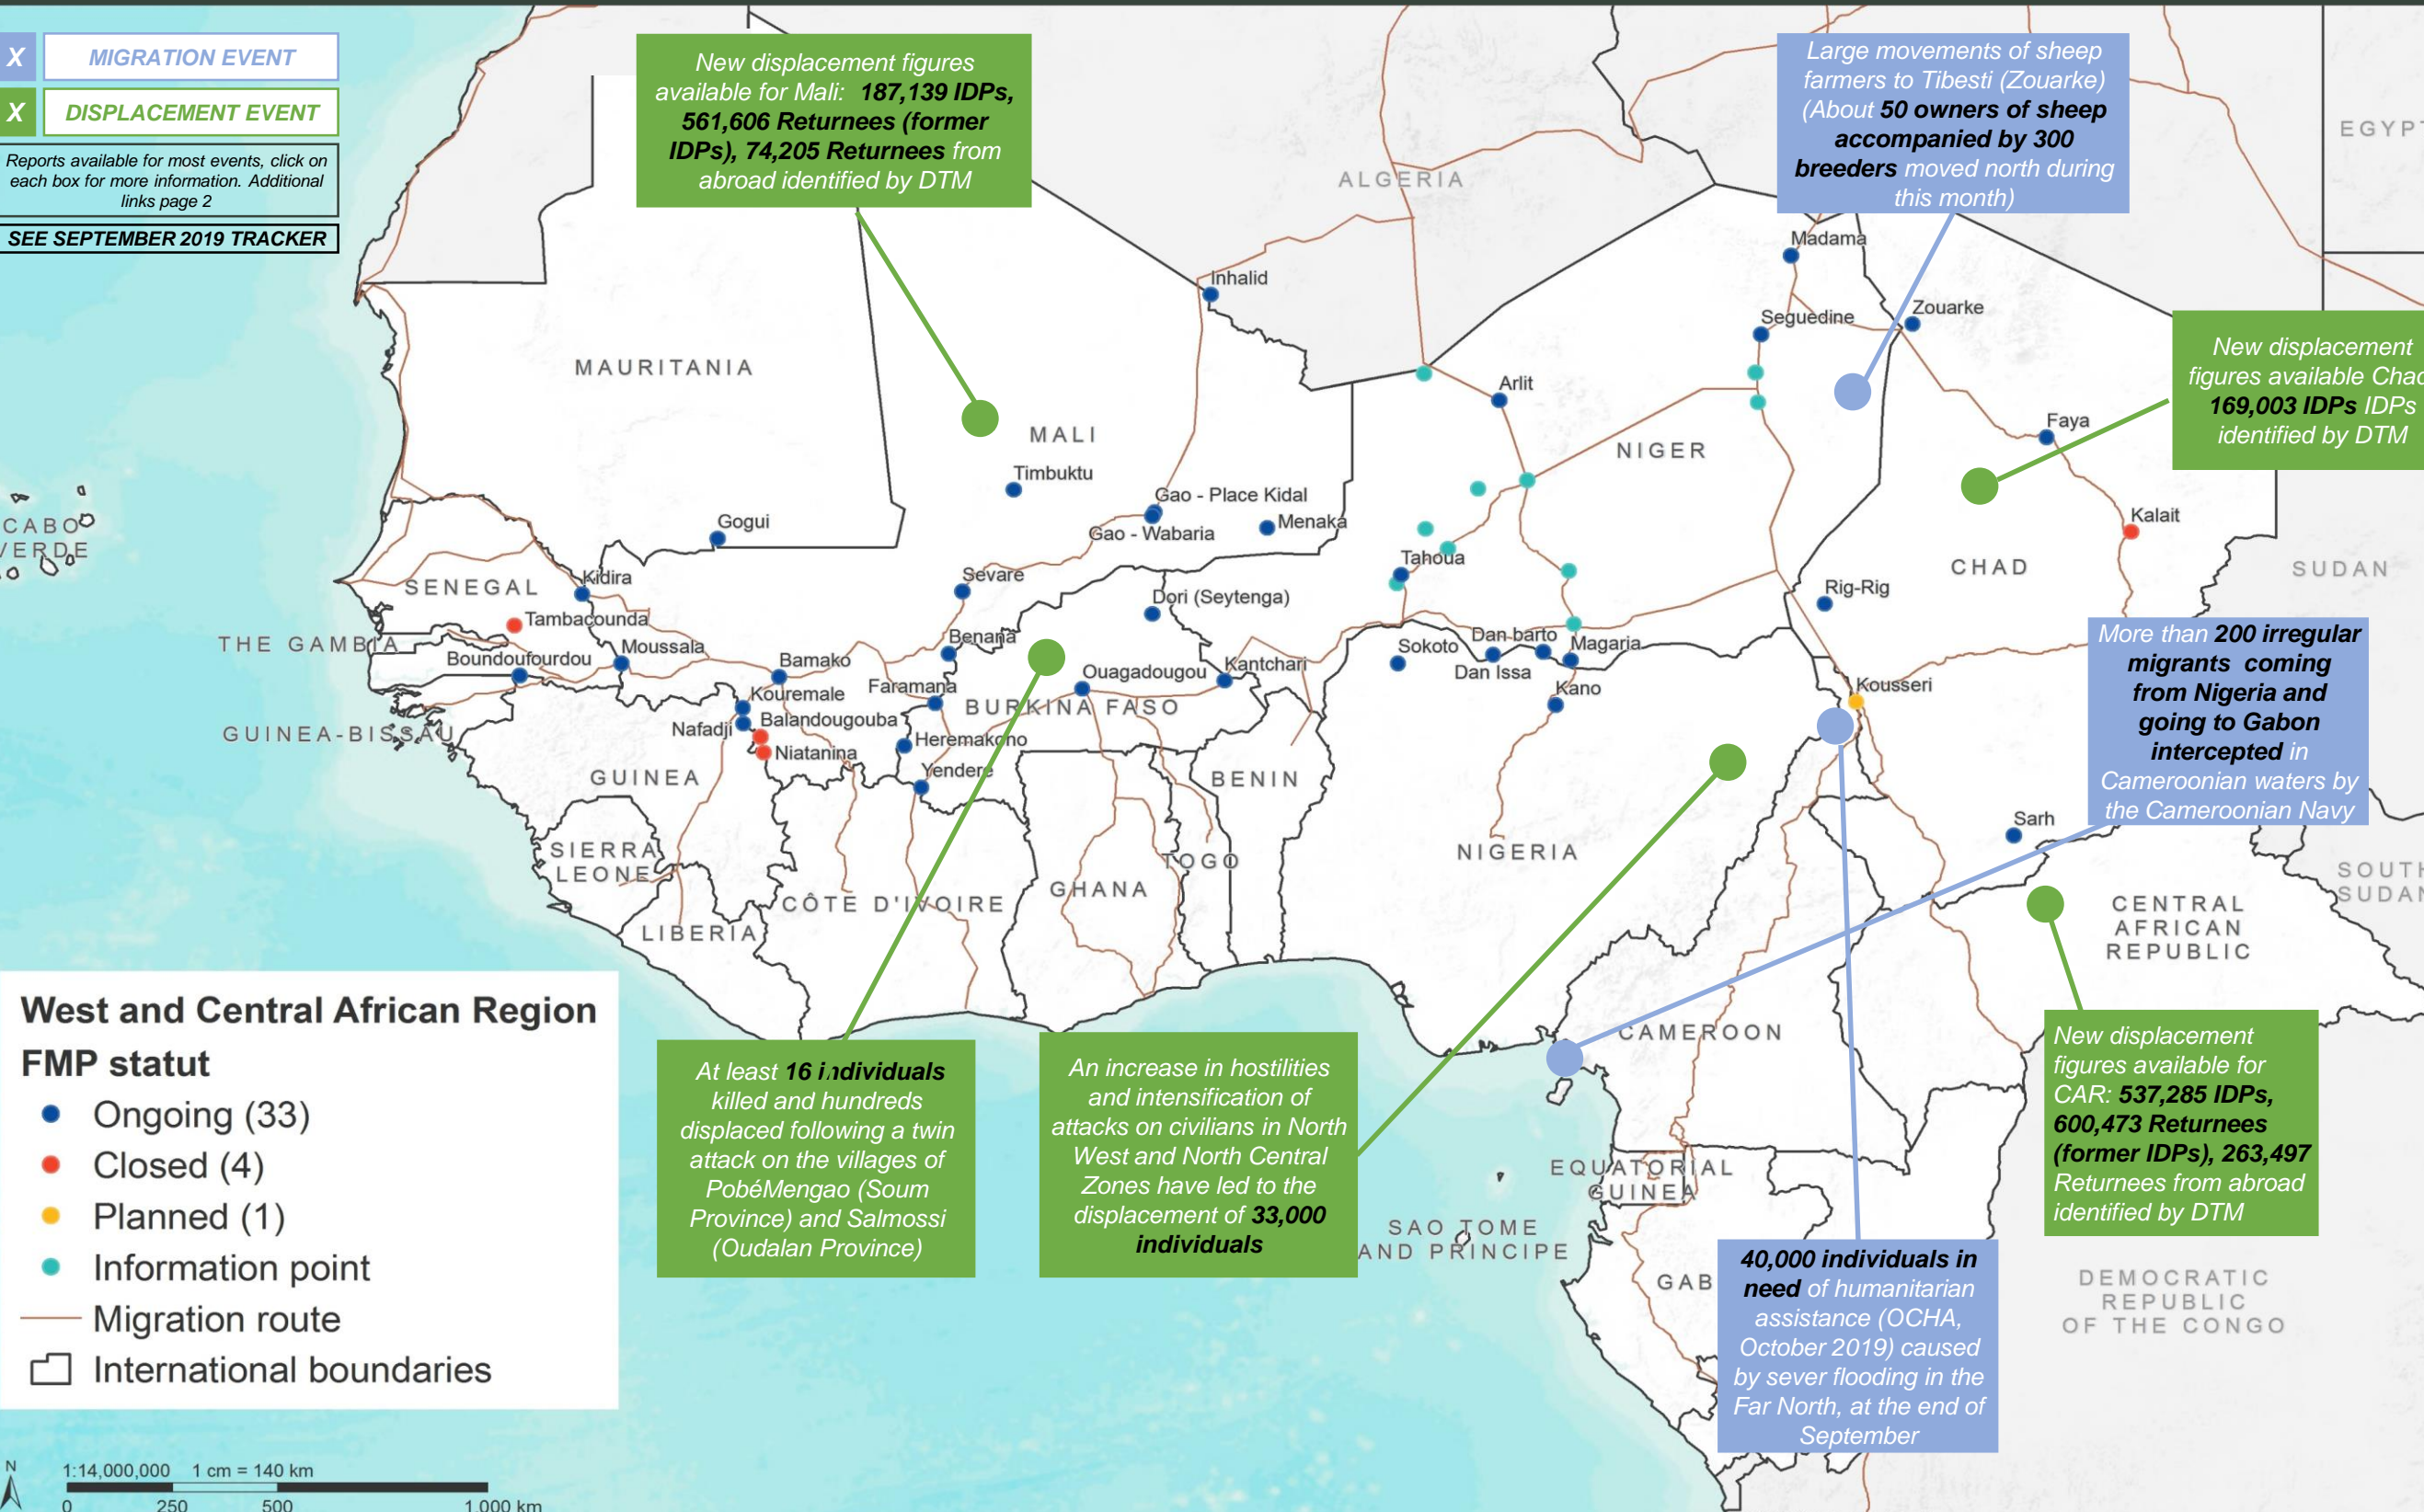 X MIGRATION EVENT
X DISPLACEMENT EVENT
Reports available for most events, click on
each box for more information. Additional
links page 2
SEE SEPTEMBER 2019 TRACKER
New displacement figures
available for Mali: 187,139 IDPs,
561,606 Returnees (former
IDPs), 74,205 Returnees from
abroad identified by DTM
Large movements of sheep
farmers to Tibesti (Zouarke)
(About 50 owners of sheep
accompanied by 300
breeders moved north during
this month)
New displacement
figures available Chad
169,003 IDPs IDPs
identified by DTM
More than 200 irregular
migrants coming
from Nigeria and
going to Gabon
intercepted in
Cameroonian waters by
the Cameroonian Navy
New displacement
figures available for
CAR: 537,285 IDPs,
600,473 Returnees
(former IDPs), 263,497
Returnees from abroad
identified by DTM
40,000 individuals in
need of humanitarian
assistance (OCHA,
October 2019) caused
by sever flooding in the
Far North, at the end of
September
An increase in hostilities
and intensification of
attacks on civilians in North
West and North Central
Zones have led to the
displacement of 33,000
individuals
At least 16 individuals
killed and hundreds
displaced following a twin
attack on the villages of
PobéMengao (Soum
Province) and Salmossi
(Oudalan Province)
ALGERIA
EGYPT
MAURITANIA
MALI
NIGER
CHAD
SUDAN
SOUTH
SUDAN
CABO
VERDE
SENEGAL
THE GAMBIA
GUINEA-BISSAU
GUINEA
SIERRA
LEONE
LIBERIA
CÔTE D'IVOIRE
BURKINA FASO
GHANA
TOGO
BENIN
NIGERIA
CAMEROON
CENTRAL
AFRICAN
REPUBLIC
EQUATORIAL
GUINEA
SAO TOME
AND PRINCIPE
GAB
DEMOCRATIC
REPUBLIC
OF THE CONGO
Inhalid
Madama
Seguedine
Zouarke
Arlit
Faya
Kalait
Timbuktu
Gao - Place Kidal
Gao - Wabaria
Menaka
Gogui
Kidira
Tambacounda
Boundoufourdou
Moussala
Bamako
Kouremale
Nafadji
Balandougouba
Niatanina
Sevare
Benana
Faramana
Heremakono
Yendere
Dori (Seytenga)
Ouagadougou
Kantchari
Tahoua
Sokoto
Dan barto
Dan Issa
Magaria
Kano
Rig-Rig
Kousseri
Sarh
West and Central African Region
FMP statut
Ongoing (33)
Closed (4)
Planned (1)
Information point
Migration route
International boundaries
N
1:14,000,000 1 cm = 140 km
0 250 500 1 000 km